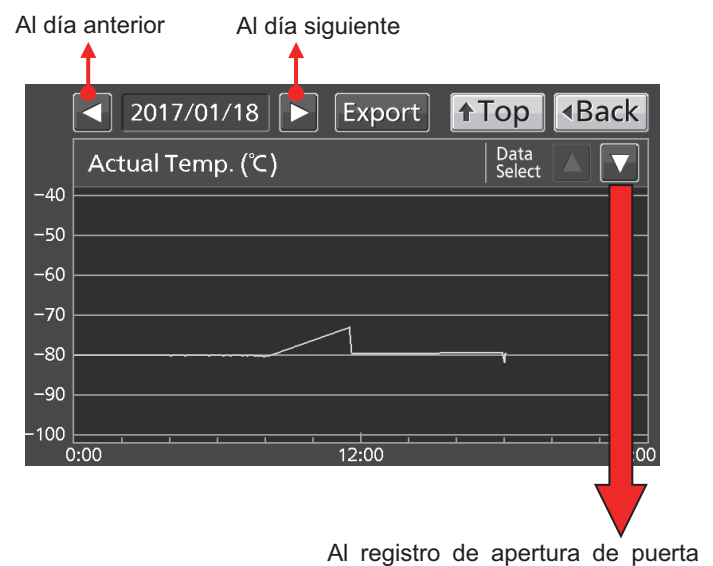 Al día anterior
Al día siguiente
◀ 2017/01/18 ▶ Export ↑Top ◀Back
Actual Temp. (℃)
Data
Select
▲ ▼
−40
−50
−60
−70
−80
−90
−100
0:00
12:00
:00
Al registro de apertura de puerta